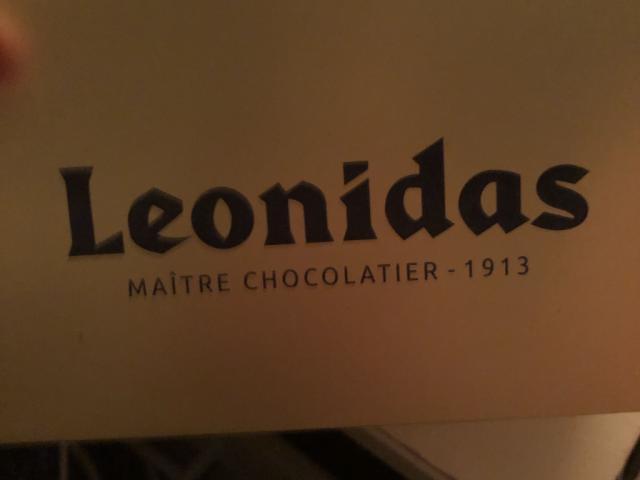 Leonidas
MAÎTRE CHOCOLATIER - 1913